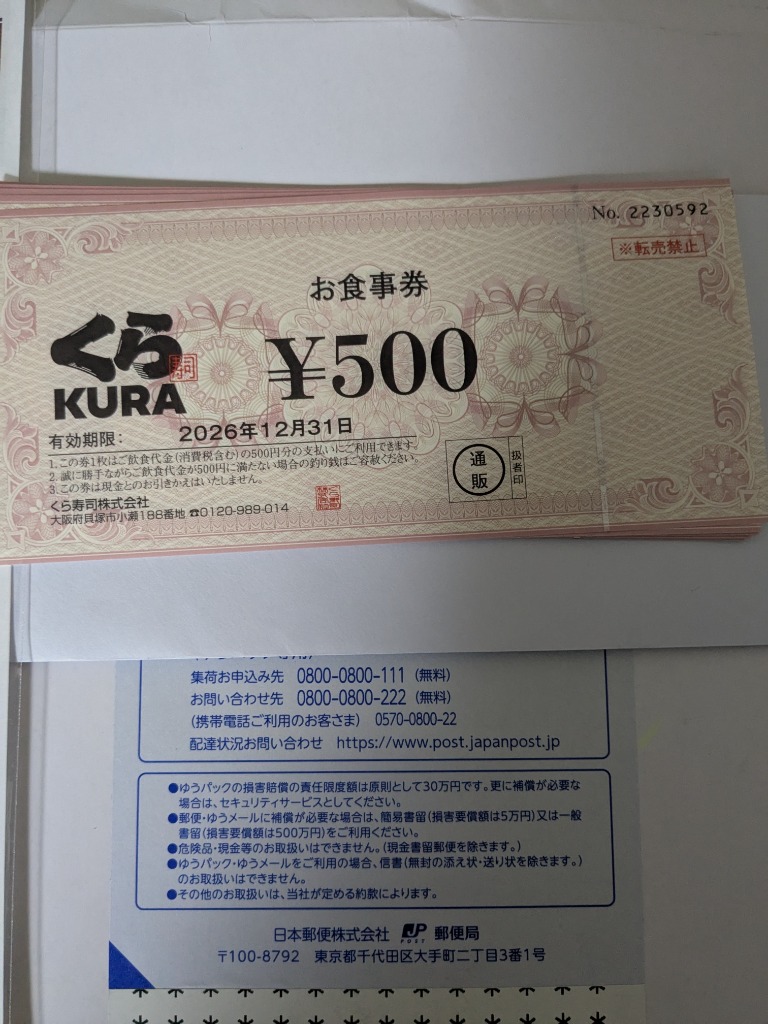 No. 2230592
※転売禁止
お食事券
くら
寿司
KURA
¥500
有効期限: 2026年12月31日
1.この券1枚はご飲食代金(消費税含む)の500円分の支払いにご利用できます。
2.誠に勝手ながらご飲食代金が500円に満たない場合の釣り銭はご容赦ください。
3.この券は現金とのお引きかえはいたしません。
くら寿司株式会社
大阪府貝塚市小瀬188番地 ☎0120-989-014
通販
扱者印
集荷お申込み先 0800-0800-111 (無料)
お問い合わせ先 0800-0800-222 (無料)
(携帯電話ご利用のお客さま) 0570-0800-22
配達状況お問い合わせ https://www.post.japanpost.jp
●ゆうパックの損害賠償の責任限度額は原則として30万円です。更に補償が必要な
場合は、セキュリティサービスとしてください。
●郵便・ゆうメールに補償が必要な場合は、簡易書留(損害要償額は5万円)又は一般
書留(損害要償額は500万円)をご利用ください。
●危険品・現金等のお取扱いはできません。(現金書留郵便を除きます。)
●ゆうパック・ゆうメールをご利用の場合、信書(無封の添え状・送り状を除きます。)
のお取扱いはできません。
●その他のお取扱いは、当社が定める約款によります。
日本郵便株式会社 JP POST 郵便局
〒100-8792 東京都千代田区大手町二丁目3番1号